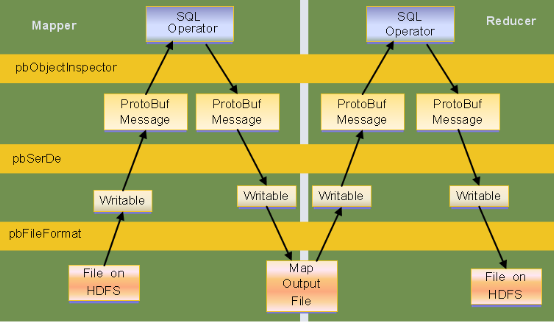 Mapper
SQL
Operator
SQL
Operator
Reducer
pbObjectInspector
ProtoBuf
Message
ProtoBuf
Message
ProtoBuf
Message
ProtoBuf
Message
pbSerDe
Writable
Writable
Writable
Writable
pbFileFormat
File on
HDFS
Map
Output
File
File on
HDFS